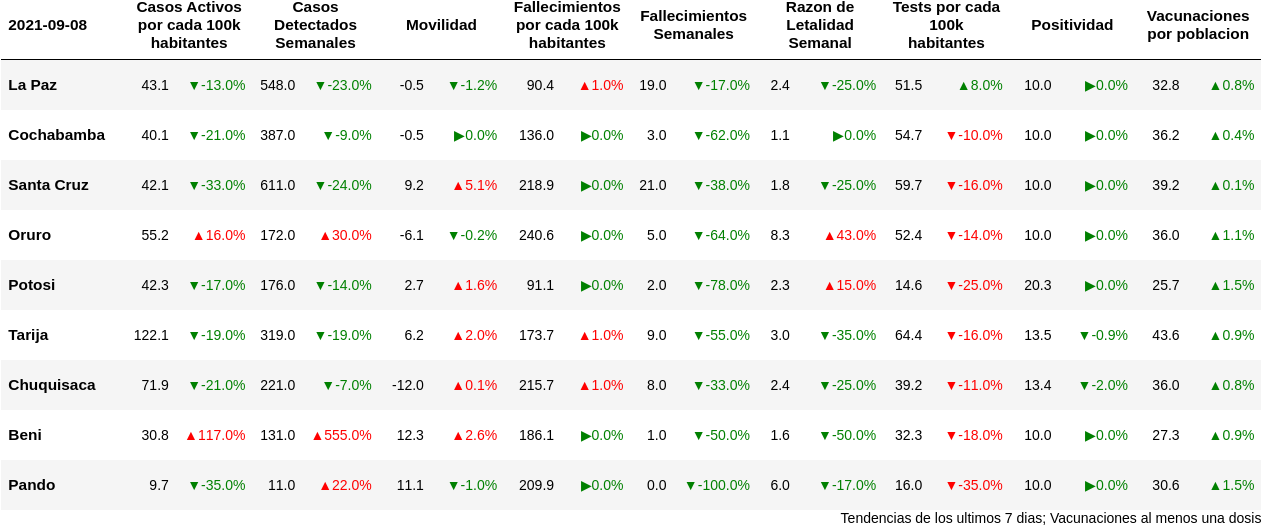 2021-09-08 Casos Activos por cada 100k habitantes Casos Detectados Semanales Movilidad Fallecimientos por cada 100k habitantes Fallecimientos Semanales Razon de Letalidad Semanal Tests por cada 100k habitantes Positividad Vacunaciones por poblacion
La Paz 43.1 ▼-13.0% 548.0 ▼-23.0% -0.5 ▼-1.2% 90.4 ▲1.0% 19.0 ▼-17.0% 2.4 ▼-25.0% 51.5 ▲8.0% 10.0 ▶0.0% 32.8 ▲0.8%
Cochabamba 40.1 ▼-21.0% 387.0 ▼-9.0% -0.5 ▶0.0% 136.0 ▶0.0% 3.0 ▼-62.0% 1.1 ▶0.0% 54.7 ▼-10.0% 10.0 ▶0.0% 36.2 ▲0.4%
Santa Cruz 42.1 ▼-33.0% 611.0 ▼-24.0% 9.2 ▲5.1% 218.9 ▶0.0% 21.0 ▼-38.0% 1.8 ▼-25.0% 59.7 ▼-16.0% 10.0 ▶0.0% 39.2 ▲0.1%
Oruro 55.2 ▲16.0% 172.0 ▲30.0% -6.1 ▼-0.2% 240.6 ▶0.0% 5.0 ▼-64.0% 8.3 ▲43.0% 52.4 ▼-14.0% 10.0 ▶0.0% 36.0 ▲1.1%
Potosi 42.3 ▼-17.0% 176.0 ▼-14.0% 2.7 ▲1.6% 91.1 ▶0.0% 2.0 ▼-78.0% 2.3 ▲15.0% 14.6 ▼-25.0% 20.3 ▶0.0% 25.7 ▲1.5%
Tarija 122.1 ▼-19.0% 319.0 ▼-19.0% 6.2 ▲2.0% 173.7 ▲1.0% 9.0 ▼-55.0% 3.0 ▼-35.0% 64.4 ▼-16.0% 13.5 ▼-0.9% 43.6 ▲0.9%
Chuquisaca 71.9 ▼-21.0% 221.0 ▼-7.0% -12.0 ▲0.1% 215.7 ▲1.0% 8.0 ▼-33.0% 2.4 ▼-25.0% 39.2 ▼-11.0% 13.4 ▼-2.0% 36.0 ▲0.8%
Beni 30.8 ▲117.0% 131.0 ▲555.0% 12.3 ▲2.6% 186.1 ▶0.0% 1.0 ▼-50.0% 1.6 ▼-50.0% 32.3 ▼-18.0% 10.0 ▶0.0% 27.3 ▲0.9%
Pando 9.7 ▼-35.0% 11.0 ▲22.0% 11.1 ▼-1.0% 209.9 ▶0.0% 0.0 ▼-100.0% 6.0 ▼-17.0% 16.0 ▼-35.0% 10.0 ▶0.0% 30.6 ▲1.5%
Tendencias de los ultimos 7 dias; Vacunaciones al menos una dosis